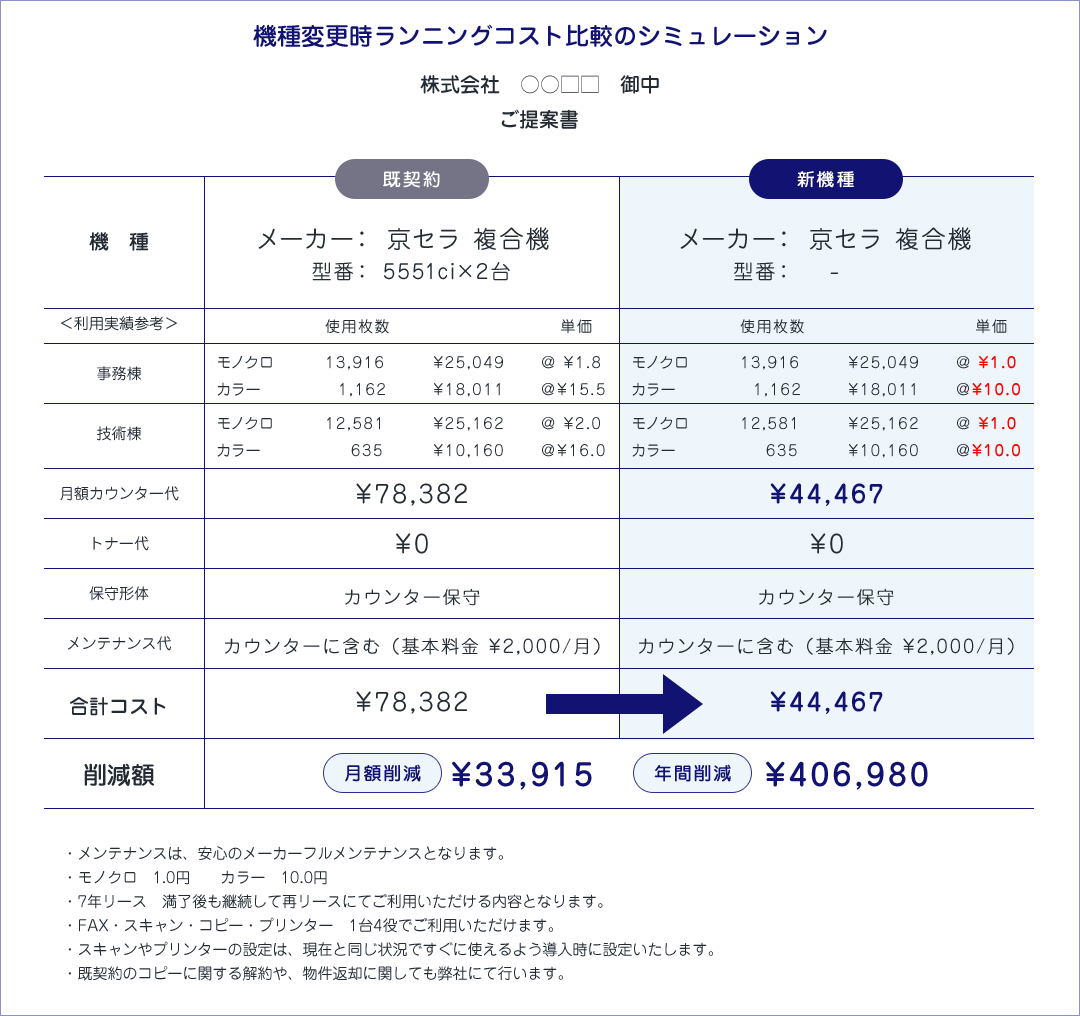 機種変更時ランニングコスト比較のシミュレーション
株式会社　○○□□　御中
ご提案書
既契約
新機種
機　種
メーカー： 京セラ 複合機
型番： 5551ci×2台
メーカー： 京セラ 複合機
型番：　-
＜利用実績参考＞ 使用枚数 単価 使用枚数 単価
事務棟
モノクロ 13,916 ¥25,049 @ ¥1.8 モノクロ 13,916 ¥25,049 @ ¥1.0
カラー 1,162 ¥18,011 @¥15.5 カラー 1,162 ¥18,011 @¥10.0
技術棟
モノクロ 12,581 ¥25,162 @ ¥2.0 モノクロ 12,581 ¥25,162 @ ¥1.0
カラー 635 ¥10,160 @¥16.0 カラー 635 ¥10,160 @¥10.0
月額カウンター代 ¥78,382 ¥44,467
トナー代 ¥0 ¥0
保守形体 カウンター保守 カウンター保守
メンテナンス代 カウンターに含む（基本料金 ¥2,000/月） カウンターに含む（基本料金 ¥2,000/月）
合計コスト ¥78,382 ¥44,467
削減額 月額削減 ¥33,915 年間削減 ¥406,980
・メンテナンスは、安心のメーカーフルメンテナンスとなります。
・モノクロ　1.0円　　カラー　10.0円
・7年リース　満了後も継続して再リースにてご利用いただける内容となります。
・FAX・スキャン・コピー・プリンター　1台4役でご利用いただけます。
・スキャンやプリンターの設定は、現在と同じ状況ですぐに使えるよう導入時に設定いたします。
・既契約のコピーに関する解約や、物件返却に関しても弊社にて行います。